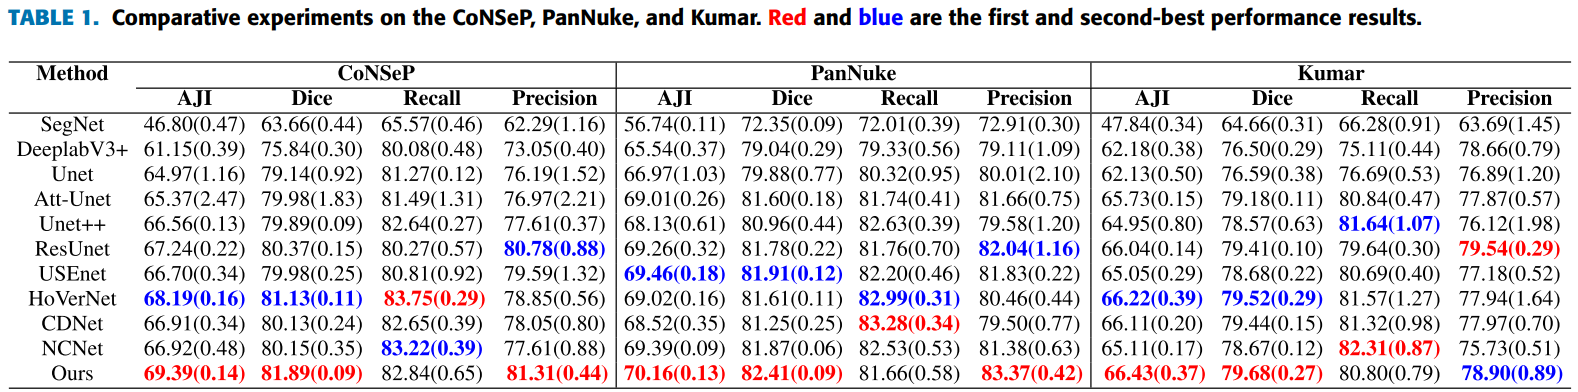 TABLE 1. Comparative experiments on the CoNSeP, PanNuke, and Kumar. Red and blue are the first and second-best performance results.
Method CoNSeP PanNuke Kumar
AJI Dice Recall Precision AJI Dice Recall Precision AJI Dice Recall Precision
SegNet 46.80(0.47) 63.66(0.44) 65.57(0.46) 62.29(1.16) 56.74(0.11) 72.35(0.09) 72.01(0.39) 72.91(0.30) 47.84(0.34) 64.66(0.31) 66.28(0.91) 63.69(1.45)
DeeplabV3+ 61.15(0.39) 75.84(0.30) 80.08(0.48) 73.05(0.40) 65.54(0.37) 79.04(0.29) 79.33(0.56) 79.11(1.09) 62.18(0.38) 76.50(0.29) 75.11(0.44) 78.66(0.79)
Unet 64.97(1.16) 79.14(0.92) 81.27(0.12) 76.19(1.52) 66.97(1.03) 79.88(0.77) 80.32(0.95) 80.01(2.10) 62.13(0.50) 76.59(0.38) 76.69(0.53) 76.89(1.20)
Att-Unet 65.37(2.47) 79.98(1.83) 81.49(1.31) 76.97(2.21) 69.01(0.26) 81.60(0.18) 81.74(0.41) 81.66(0.75) 65.73(0.15) 79.18(0.11) 80.84(0.47) 77.87(0.57)
Unet++ 66.56(0.13) 79.89(0.09) 82.64(0.27) 77.61(0.37) 68.13(0.61) 80.96(0.44) 82.63(0.39) 79.58(1.20) 64.95(0.80) 78.57(0.63) 81.64(1.07) 76.12(1.98)
ResUnet 67.24(0.22) 80.37(0.15) 80.27(0.57) 80.78(0.88) 69.26(0.32) 81.78(0.22) 81.76(0.70) 82.04(1.16) 66.04(0.14) 79.41(0.10) 79.64(0.30) 79.54(0.29)
USEnet 66.70(0.34) 79.98(0.25) 80.81(0.92) 79.59(1.32) 69.46(0.18) 81.91(0.12) 82.20(0.46) 81.83(0.22) 65.05(0.29) 78.68(0.22) 80.69(0.40) 77.18(0.52)
HoVerNet 68.19(0.16) 81.13(0.11) 83.75(0.29) 78.85(0.56) 69.02(0.16) 81.61(0.11) 82.99(0.31) 80.46(0.44) 66.22(0.39) 79.52(0.29) 81.57(1.27) 77.94(1.64)
CDNet 66.91(0.34) 80.13(0.24) 82.65(0.39) 78.05(0.80) 68.52(0.35) 81.25(0.25) 83.28(0.34) 79.50(0.77) 66.11(0.20) 79.44(0.15) 81.32(0.98) 77.97(0.70)
NCNet 66.92(0.48) 80.15(0.35) 83.22(0.39) 77.61(0.88) 69.39(0.09) 81.87(0.06) 82.53(0.53) 81.38(0.63) 65.11(0.17) 78.67(0.12) 82.31(0.87) 75.73(0.51)
Ours 69.39(0.14) 81.89(0.09) 82.84(0.65) 81.31(0.44) 70.16(0.13) 82.41(0.09) 81.66(0.58) 83.37(0.42) 66.43(0.37) 79.68(0.27) 80.80(0.79) 78.90(0.89)